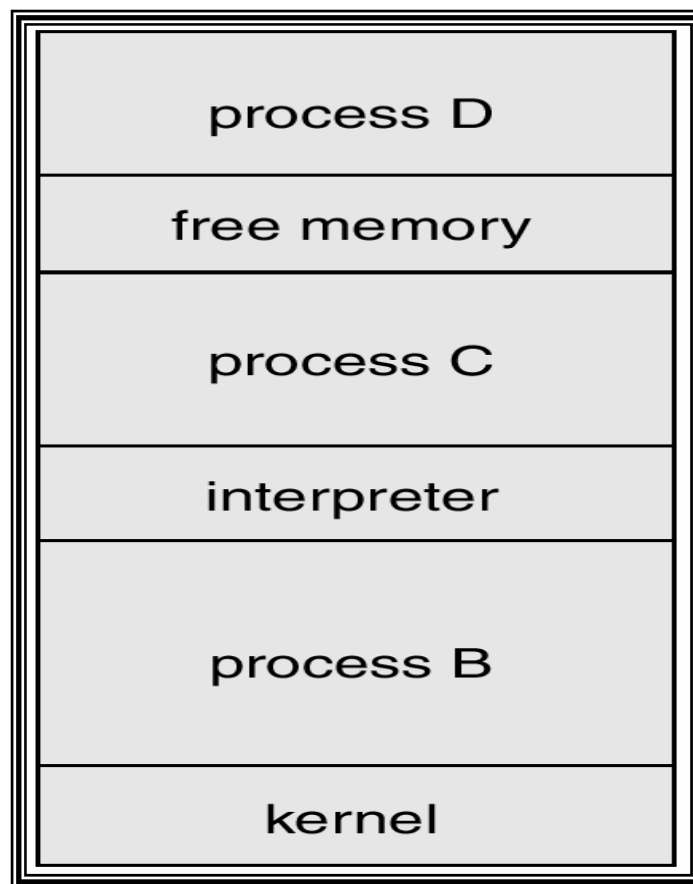 process D
free memory
process C
interpreter
process B
kernel